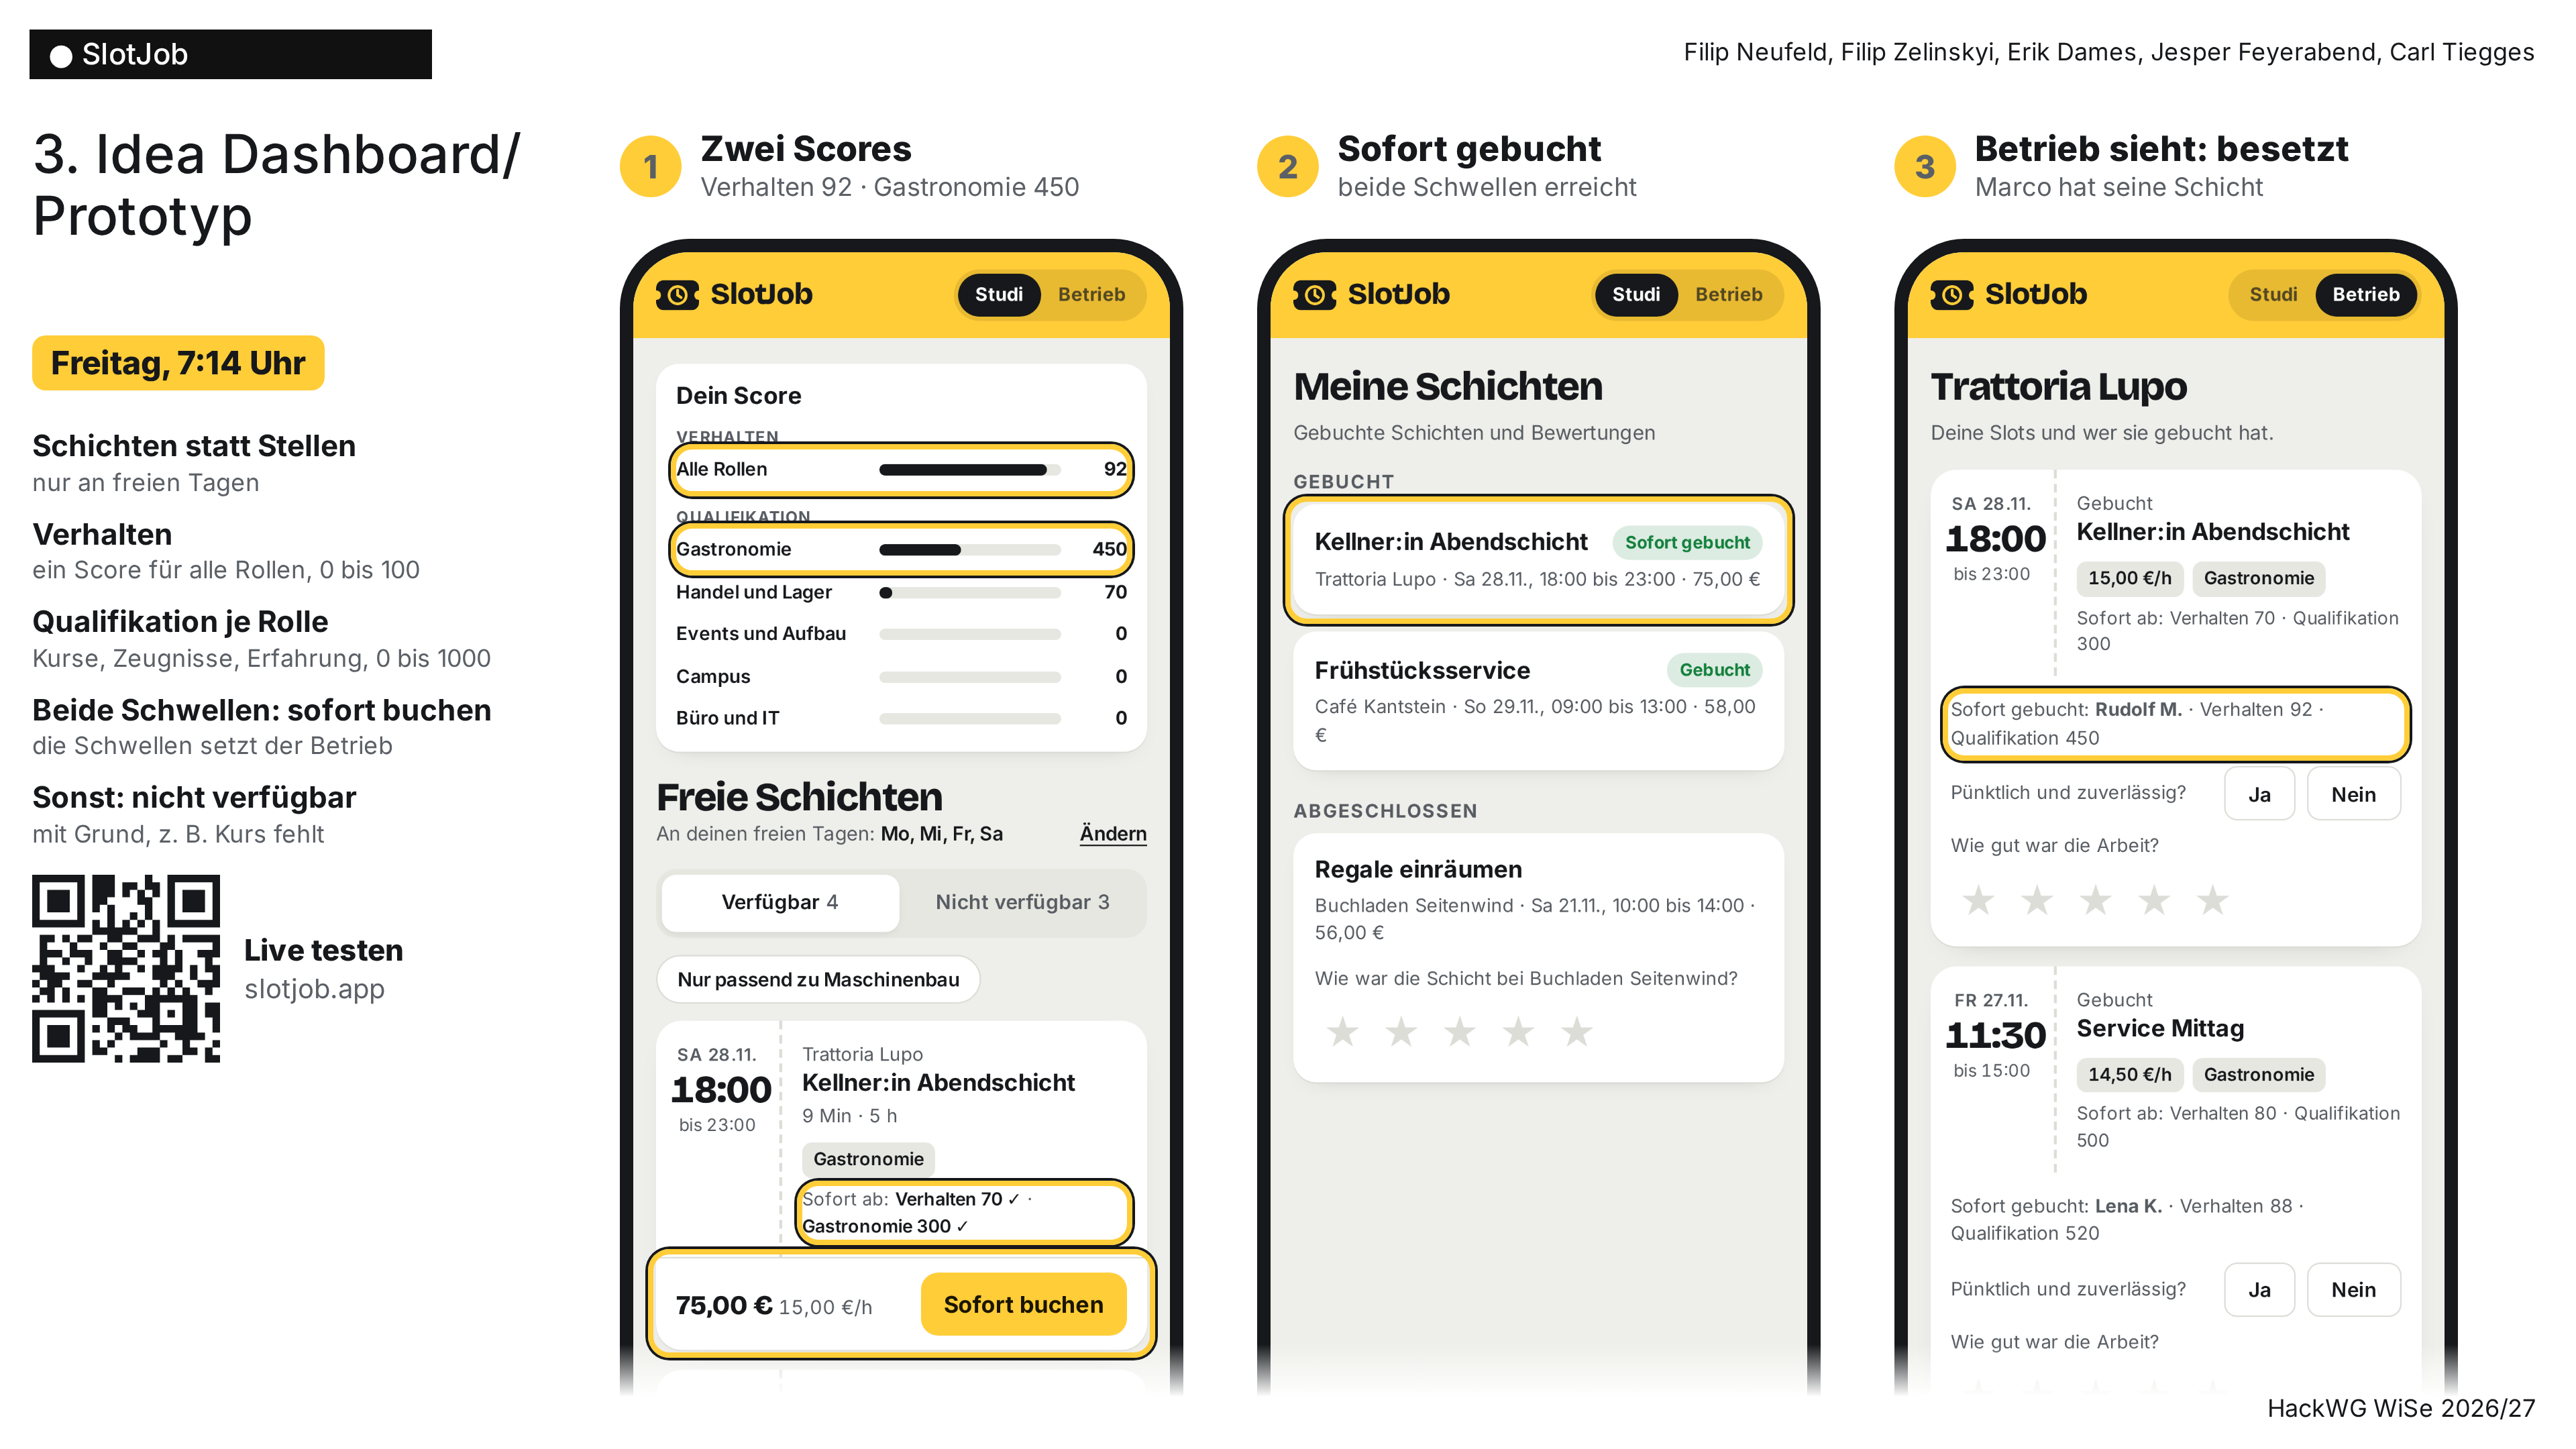 SlotJob
Filip Neufeld, Filip Zelinskyi, Erik Dames, Jesper Feyerabend, Carl Tiegges
3. Idea Dashboard/
Prototyp
Freitag, 7:14 Uhr
Schichten statt Stellen
nur an freien Tagen
Verhalten
ein Score für alle Rollen, 0 bis 100
Qualifikation je Rolle
Kurse, Zeugnisse, Erfahrung, 0 bis 1000
Beide Schwellen: sofort buchen
die Schwellen setzt der Betrieb
Sonst: nicht verfügbar
mit Grund, z. B. Kurs fehlt
Live testen
slotjob.app
1
Zwei Scores
Verhalten 92 · Gastronomie 450
SlotJob
Studi Betrieb
Dein Score
VERHALTEN
Alle Rollen 92
QUALIFIKATION
Gastronomie 450
Handel und Lager 70
Events und Aufbau 0
Campus 0
Büro und IT 0
Freie Schichten
An deinen freien Tagen: Mo, Mi, Fr, Sa Ändern
Verfügbar 4 Nicht verfügbar 3
Nur passend zu Maschinenbau
SA 28.11.
18:00
bis 23:00
Trattoria Lupo
Kellner:in Abendschicht
9 Min · 5 h
Gastronomie
Sofort ab: Verhalten 70 ✓ ·
Gastronomie 300 ✓
75,00 € 15,00 €/h Sofort buchen
2
Sofort gebucht
beide Schwellen erreicht
SlotJob
Studi Betrieb
Meine Schichten
Gebuchte Schichten und Bewertungen
GEBUCHT
Kellner:in Abendschicht Sofort gebucht
Trattoria Lupo · Sa 28.11., 18:00 bis 23:00 · 75,00 €
Frühstücksservice Gebucht
Café Kantstein · So 29.11., 09:00 bis 13:00 · 58,00
€
ABGESCHLOSSEN
Regale einräumen
Buchladen Seitenwind · Sa 21.11., 10:00 bis 14:00 ·
56,00 €
Wie war die Schicht bei Buchladen Seitenwind?
★ ★ ★ ★ ★
3
Betrieb sieht: besetzt
Marco hat seine Schicht
SlotJob
Studi Betrieb
Trattoria Lupo
Deine Slots und wer sie gebucht hat.
SA 28.11.
18:00
bis 23:00
Gebucht
Kellner:in Abendschicht
15,00 €/h Gastronomie
Sofort ab: Verhalten 70 · Qualifikation
300
Sofort gebucht: Rudolf M. · Verhalten 92 ·
Qualifikation 450
Pünktlich und zuverlässig? Ja Nein
Wie gut war die Arbeit?
★ ★ ★ ★ ★
FR 27.11.
11:30
bis 15:00
Gebucht
Service Mittag
14,50 €/h Gastronomie
Sofort ab: Verhalten 80 · Qualifikation
500
Sofort gebucht: Lena K. · Verhalten 88 ·
Qualifikation 520
Pünktlich und zuverlässig? Ja Nein
Wie gut war die Arbeit?
HackWG WiSe 2026/27